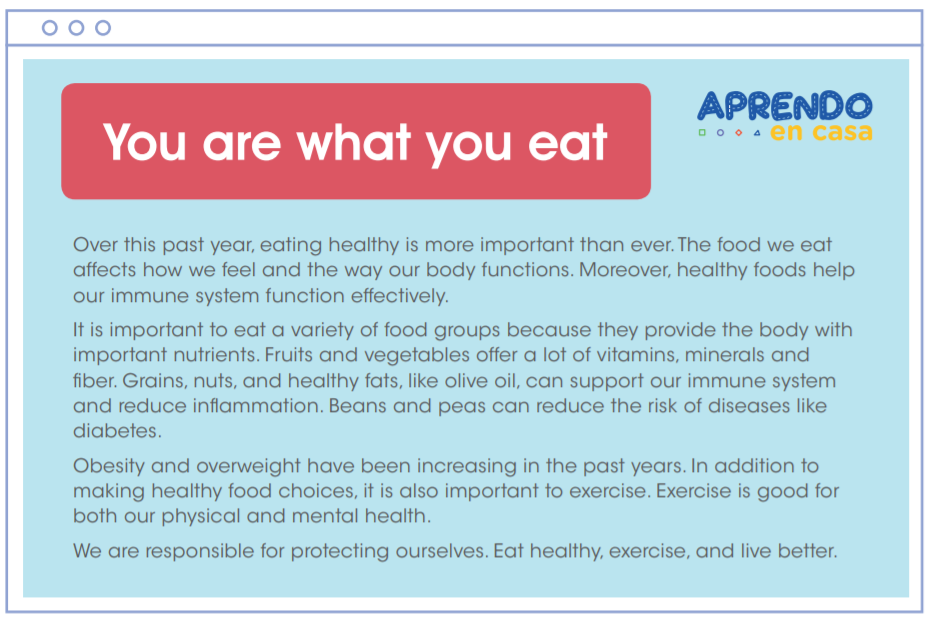 You are what you eat
APRENDO
en casa
Over this past year, eating healthy is more important than ever. The food we eat
affects how we feel and the way our body functions. Moreover, healthy foods help
our immune system function effectively.
It is important to eat a variety of food groups because they provide the body with
important nutrients. Fruits and vegetables offer a lot of vitamins, minerals and
fiber. Grains, nuts, and healthy fats, like olive oil, can support our immune system
and reduce inflammation. Beans and peas can reduce the risk of diseases like
diabetes.
Obesity and overweight have been increasing in the past years. In addition to
making healthy food choices, it is also important to exercise. Exercise is good for
both our physical and mental health.
We are responsible for protecting ourselves. Eat healthy, exercise, and live better.